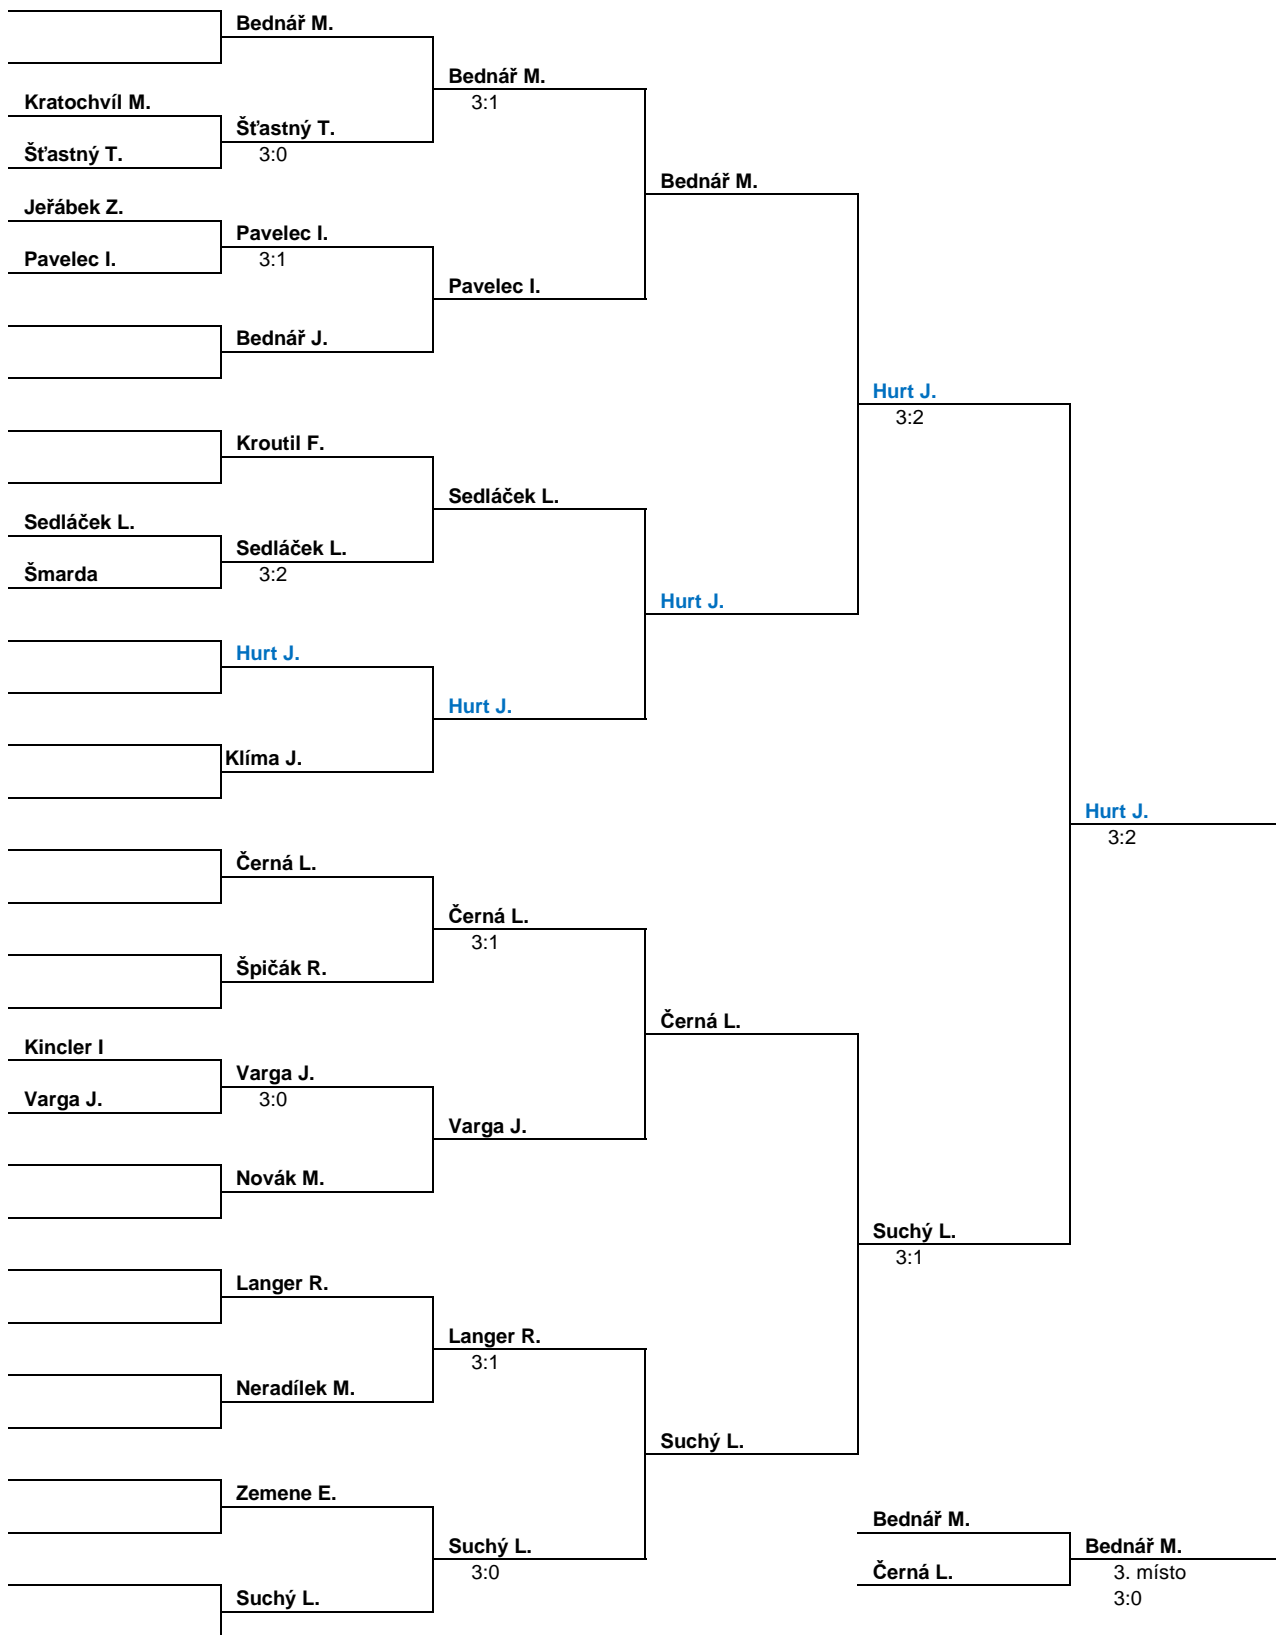 Bednář M.
Bednář M.
3:1
Kratochvíl M.
Šťastný T.
Šťastný T.
3:0
Bednář M.
Jeřábek Z.
Pavelec I.
Pavelec I.
3:1
Pavelec I.
Bednář J.
Hurt J.
3:2
Kroutil F.
Sedláček L.
Sedláček L.
Sedláček L.
Šmarda
3:2
Hurt J.
Hurt J.
Hurt J.
Klíma J.
Hurt J.
3:2
Černá L.
Černá L.
3:1
Špičák R.
Černá L.
Kincler I
Varga J.
Varga J.
3:0
Varga J.
Novák M.
Suchý L.
3:1
Langer R.
Langer R.
3:1
Neradílek M.
Suchý L.
Zemene E.
Bednář M.
Suchý L.
Bednář M.
3:0
Černá L.
3. místo
Suchý L.
3:0